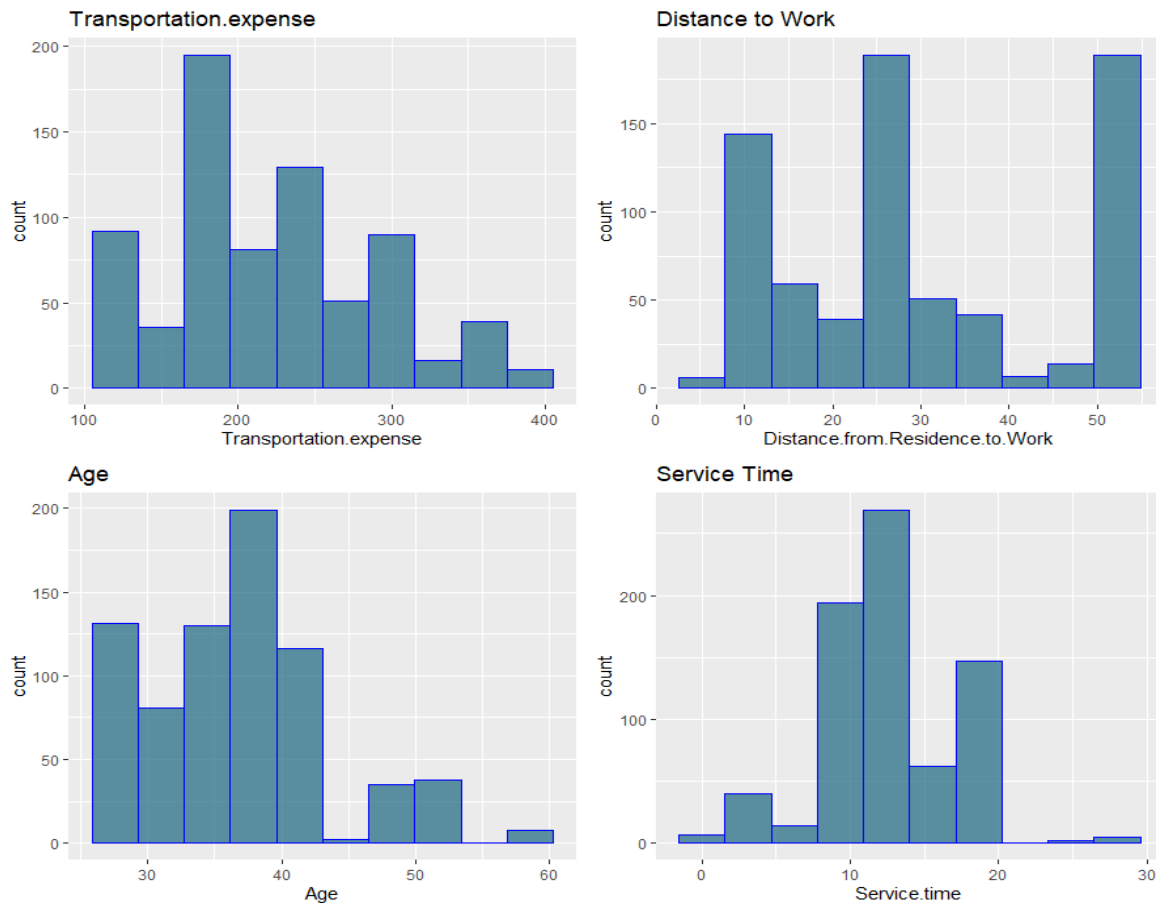 Transportation.expense
200
150
100
50
0
count
100 200 300 400
Transportation.expense
Distance to Work
150
100
50
0
count
0 10 20 30 40 50
Distance.from.Residence.to.Work
Age
200
150
100
50
0
count
30 40 50 60
Age
Service Time
200
100
0
count
0 10 20 30
Service.time